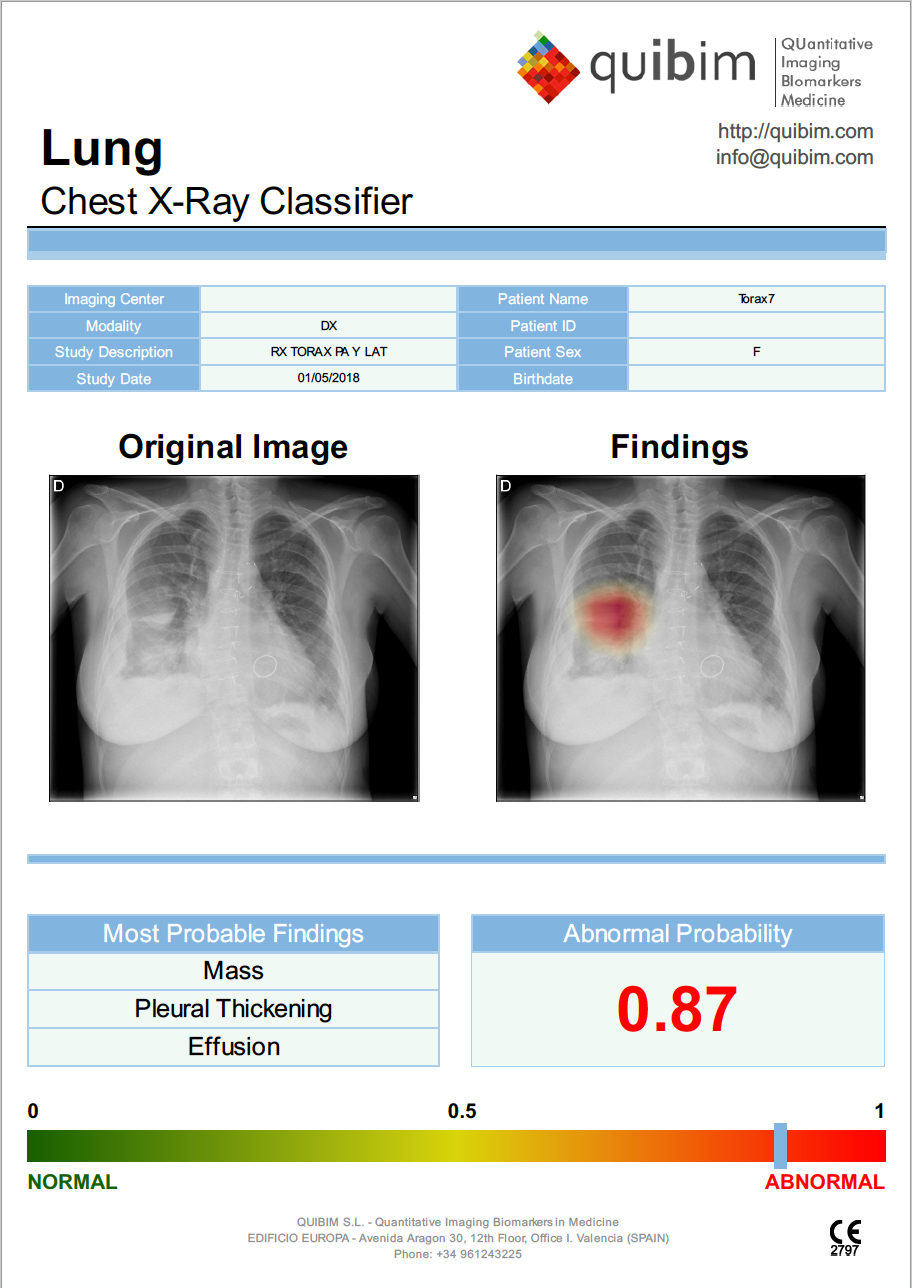 quibim
QUantitative
Imaging
BIomarkers
Medicine
http://quibim.com
info@quibim.com
Lung
Chest X-Ray Classifier
Imaging Center Patient Name Torax7
Modality DX Patient ID
Study Description RX TORAX PA Y LAT Patient Sex F
Study Date 01/05/2018 Birthdate
Original Image Findings
D D
Most Probable Findings Abnormal Probability
Mass
Pleural Thickening
Effusion
0.87
0 0.5 1
NORMAL ABNORMAL
QUIBIM S.L. - Quantitative Imaging Biomarkers in Medicine
EDIFICIO EUROPA - Avenida Aragon 30, 12th Floor, Office I. Valencia (SPAIN)
Phone: +34 961243225
CE
2797